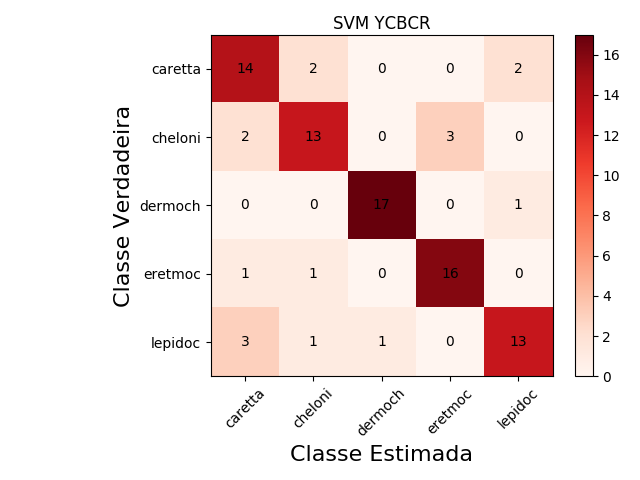 SVM YCBCR
caretta 14 2 0 0 2
cheloni 2 13 0 3 0
dermoch 0 0 17 0 1
eretmoc 1 1 0 16 0
lepidoc 3 1 1 0 13
caretta cheloni dermoch eretmoc lepidoc
Classe Verdadeira
Classe Estimada
16
14
12
10
8
6
4
2
0